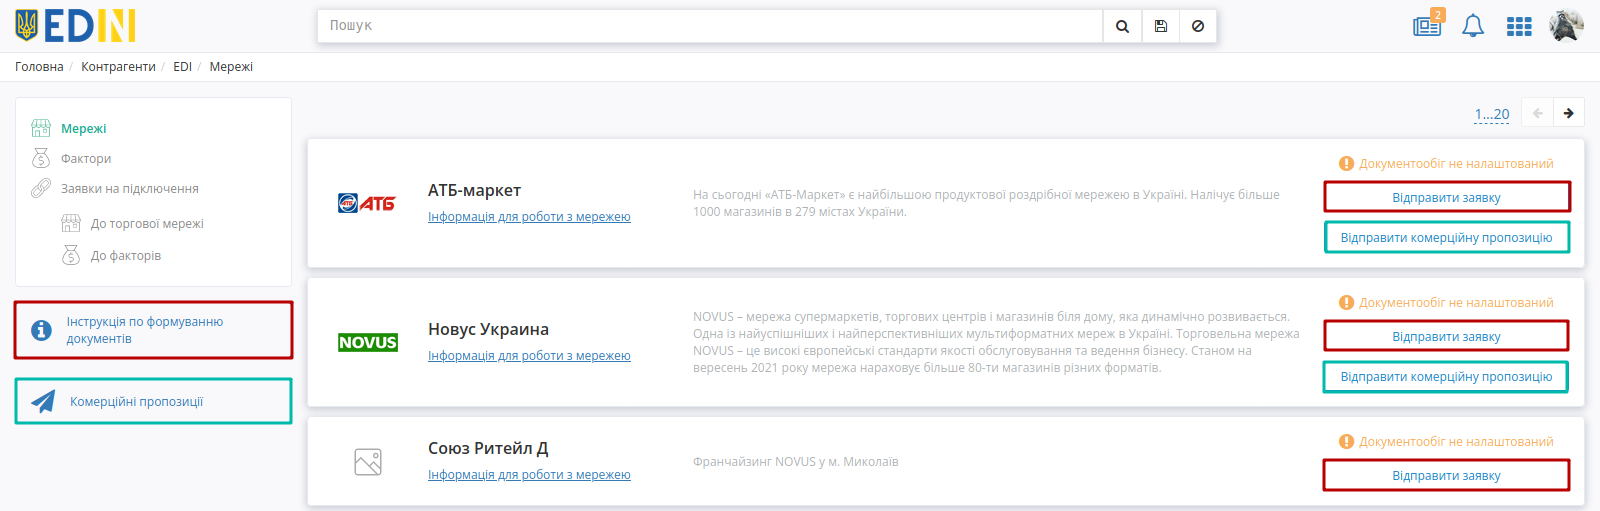 EDIN
Пошук
2
Головна / Контрагенти / EDI / Мережі
Мережі
Фактори
Заявки на підключення
До торгової мережі
До факторів
Інструкція по формуванню
документів
Комерційні пропозиції
1...20
АТБ
АТБ-маркет
Інформація для роботи з мережею
На сьогодні «АТБ-Маркет» є найбільшою продуктової роздрібної мережею в Україні. Налічує більше
1000 магазинів в 279 містах України.
Документообіг не налаштований
Відправити заявку
Відправити комерційну пропозицію
NOVUS
Новус Украина
Інформація для роботи з мережею
NOVUS – мережа супермаркетів, торгових центрів і магазинів біля дому, яка динамічно розвивається.
Одна із найуспішніших і найперспективніших мультиформатних мереж в Україні. Торговельна мережа
NOVUS – це високі європейські стандарти якості обслуговування та ведення бізнесу. Станом на
вересень 2021 року мережа нараховує більше 80-ти магазинів різних форматів.
Документообіг не налаштований
Відправити заявку
Відправити комерційну пропозицію
Союз Ритейл Д
Інформація для роботи з мережею
Франчайзинг NOVUS у м. Миколаїв
Документообіг не налаштований
Відправити заявку